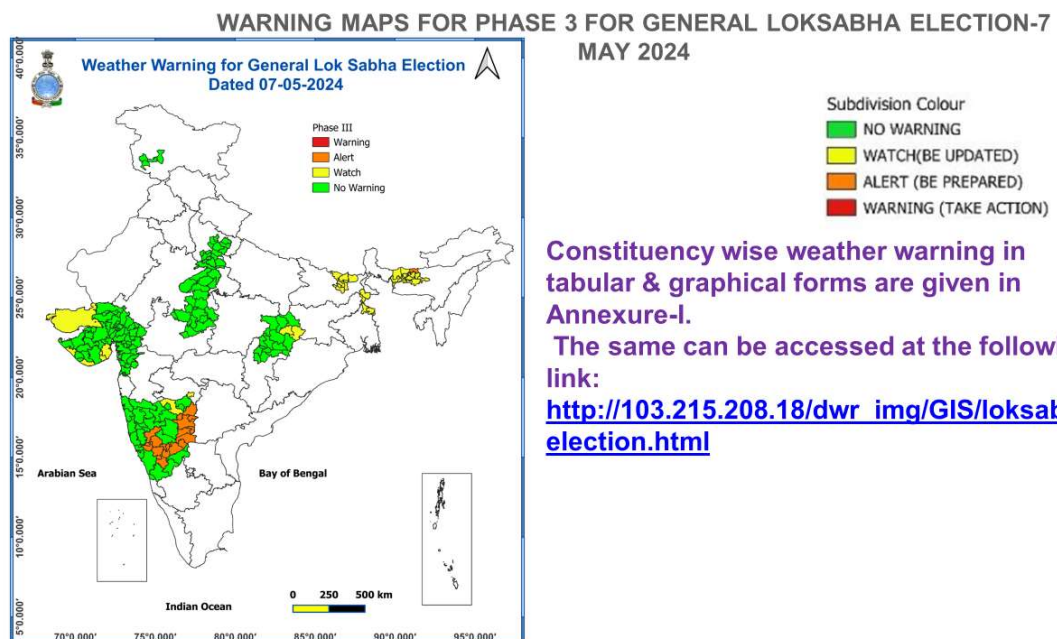 WARNING MAPS FOR PHASE 3 FOR GENERAL LOKSABHA ELECTION-7
MAY 2024
Weather Warning for General Lok Sabha Election
Dated 07-05-2024
Phase III
Warning
Alert
Watch
No Warning
40°0.000'
35°0.000'
30°0.000'
25°0.000'
20°0.000'
15°0.000'
10°0.000'
5°0.000'
Arabian Sea
Bay of Bengal
Indian Ocean
0 250 500 km
70°0.000' 75°0.000' 80°0.000' 85°0.000' 90°0.000' 95°0.000'
Subdivision Colour
NO WARNING
WATCH(BE UPDATED)
ALERT (BE PREPARED)
WARNING (TAKE ACTION)
Constituency wise weather warning in
tabular & graphical forms are given in
Annexure-I.
The same can be accessed at the followi
link:
http://103.215.208.18/dwr_img/GIS/loksab
election.html